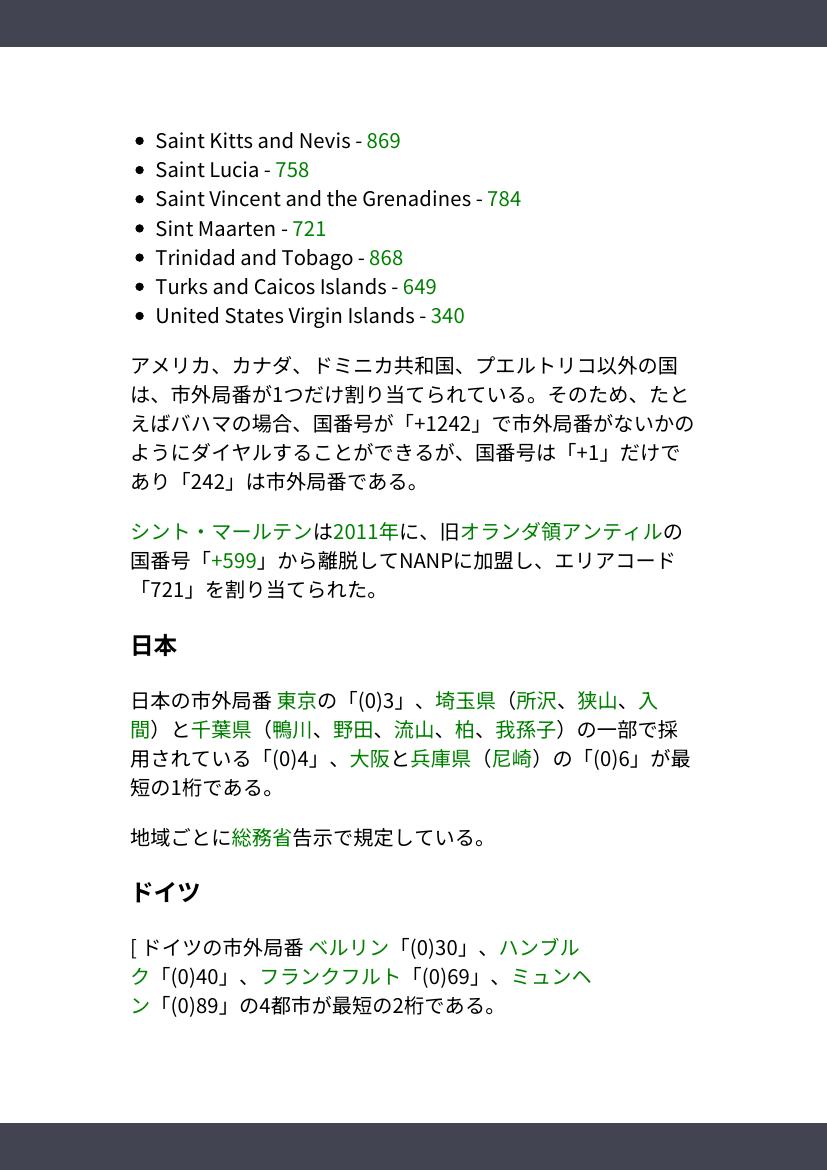 • Saint Kitts and Nevis - 869
• Saint Lucia - 758
• Saint Vincent and the Grenadines - 784
• Sint Maarten - 721
• Trinidad and Tobago - 868
• Turks and Caicos Islands - 649
• United States Virgin Islands - 340
アメリカ、カナダ、ドミニカ共和国、プエルトリコ以外の国
は、市外局番が1つだけ割り当てられている。そのため、たと
えばバハマの場合、国番号が「+1242」で市外局番がないかの
ようにダイヤルすることができるが、国番号は「+1」だけで
あり「242」は市外局番である。
シント・マールテンは2011年に、旧オランダ領アンティルの
国番号「+599」から離脱してNANPに加盟し、エリアコード
「721」を割り当てられた。
日本
日本の市外局番 東京の「(0)3」、埼玉県（所沢、狭山、入
間）と千葉県（鴨川、野田、流山、柏、我孫子）の一部で採
用されている「(0)4」、大阪と兵庫県（尼崎）の「(0)6」が最
短の1桁である。
地域ごとに総務省告示で規定している。
ドイツ
[ ドイツの市外局番 ベルリン「(0)30」、ハンブル
ク「(0)40」、フランクフルト「(0)69」、ミュンヘ
ン「(0)89」の4都市が最短の2桁である。